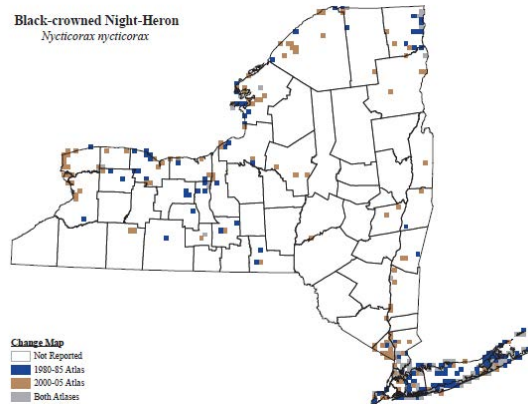 Black-crowned Night-Heron
Nycticorax nycticorax
Change Map
Not Reported
1980-85 Atlas
2000-05 Atlas
Both Atlases